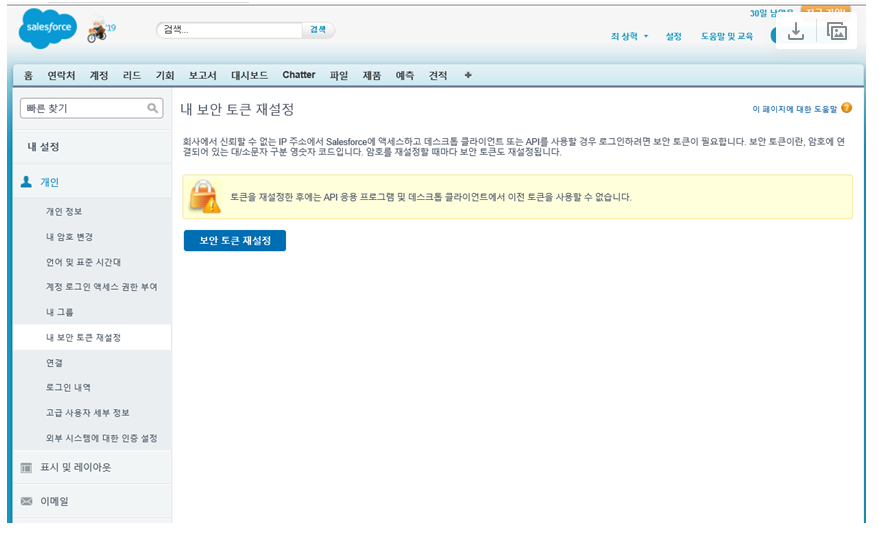 salesforce
'19
검색...
검색
30일
최 상혁
설정
도움말 및 교육
홈 연락처 계정 리드 기회 보고서 대시보드 Chatter 파일 제품 예측 견적 +
빠른 찾기
내 설정
개인
개인 정보
내 암호 변경
언어 및 표준 시간대
계정 로그인 액세스 권한 부여
내 그룹
내 보안 토큰 재설정
연결
로그인 내역
고급 사용자 세부 정보
외부 시스템에 대한 인증 설정
표시 및 레이아웃
이메일
내 보안 토큰 재설정
이 페이지에 대한 도움말 ?
회사에서 신뢰할 수 없는 IP 주소에서 Salesforce에 액세스하고 데스크톱 클라이언트 또는 API를 사용할 경우 로그인하려면 보안 토큰이 필요합니다. 보안 토큰이란, 암호에 연
결되어 있는 대/소문자 구분 영숫자 코드입니다. 암호를 재설정할 때마다 보안 토큰도 재설정됩니다.
토큰을 재설정한 후에는 API 응용 프로그램 및 데스크톱 클라이언트에서 이전 토큰을 사용할 수 없습니다.
보안 토큰 재설정